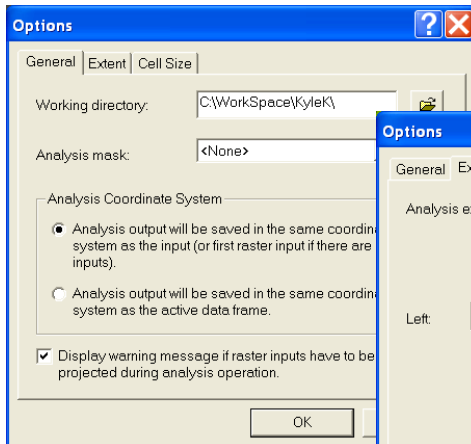 Options
General Extent Cell Size
Working directory: C:\WorkSpace\KyleK\
Analysis mask: <None>
Analysis Coordinate System
Analysis output will be saved in the same
system as the input (or first raster input if there are
inputs).
Analysis output will be saved in the same
system as the active data frame.
Display warning message if raster inputs have to be
projected during analysis operation.
OK
Options
General
Analysis
Left: